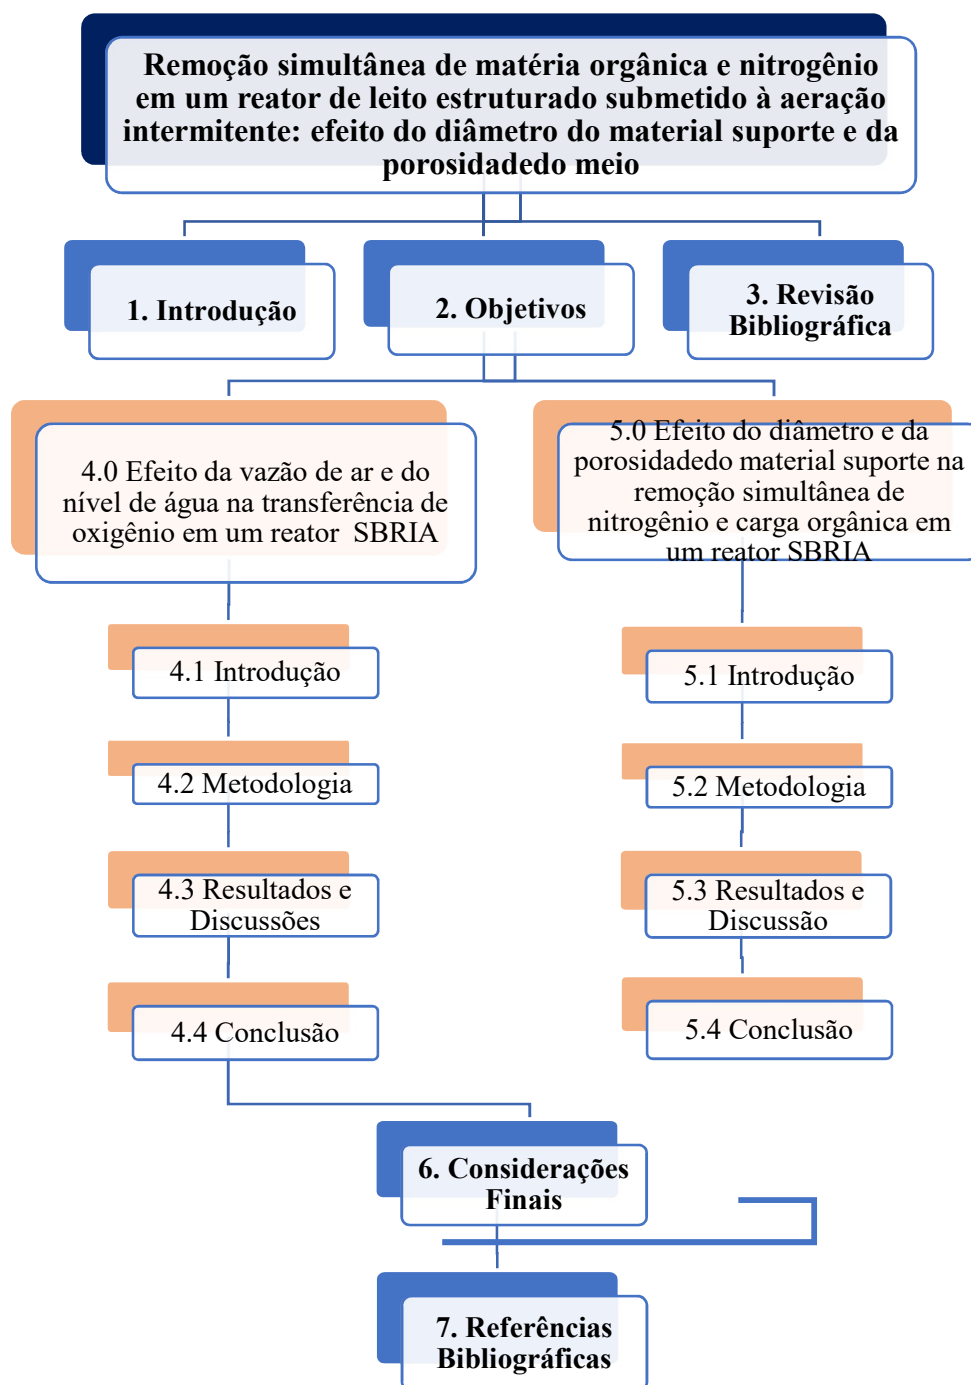 Remoção simultânea de matéria orgânica e nitrogênio
em um reator de leito estruturado submetido à aeração
intermitente: efeito do diâmetro do material suporte e da
porosidadedo meio
1. Introdução
2. Objetivos
3. Revisão
Bibliográfica
4.0 Efeito da vazão de ar e do
nível de água na transferência de
oxigênio em um reator SBRIA
5.0 Efeito do diâmetro e da
porosidadedo material suporte na
remoção simultânea de
nitrogênio e carga orgânica em
um reator SBRIA
4.1 Introdução
5.1 Introdução
4.2 Metodologia
5.2 Metodologia
4.3 Resultados e
Discussões
5.3 Resultados e
Discussão
4.4 Conclusão
5.4 Conclusão
6. Considerações
Finais
7. Referências
Bibliográficas